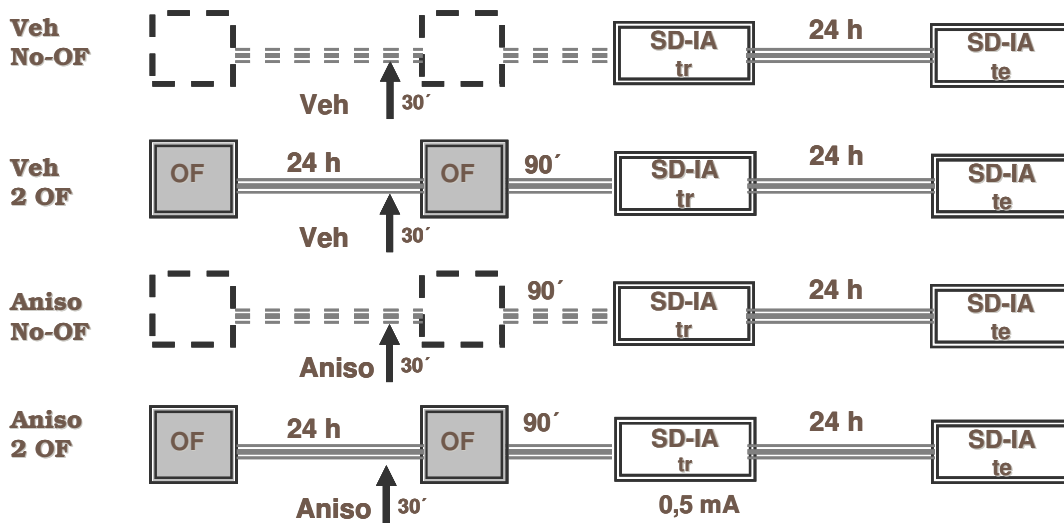 Veh
No-OF
Veh
30´
SD-IA
tr
24 h
SD-IA
te
Veh
2 OF
OF
24 h
Veh
30´
OF
90´
SD-IA
tr
24 h
SD-IA
te
Aniso
No-OF
Aniso
30´
90´
SD-IA
tr
24 h
SD-IA
te
Aniso
2 OF
OF
24 h
Aniso
30´
OF
90´
SD-IA
tr
0,5 mA
24 h
SD-IA
te